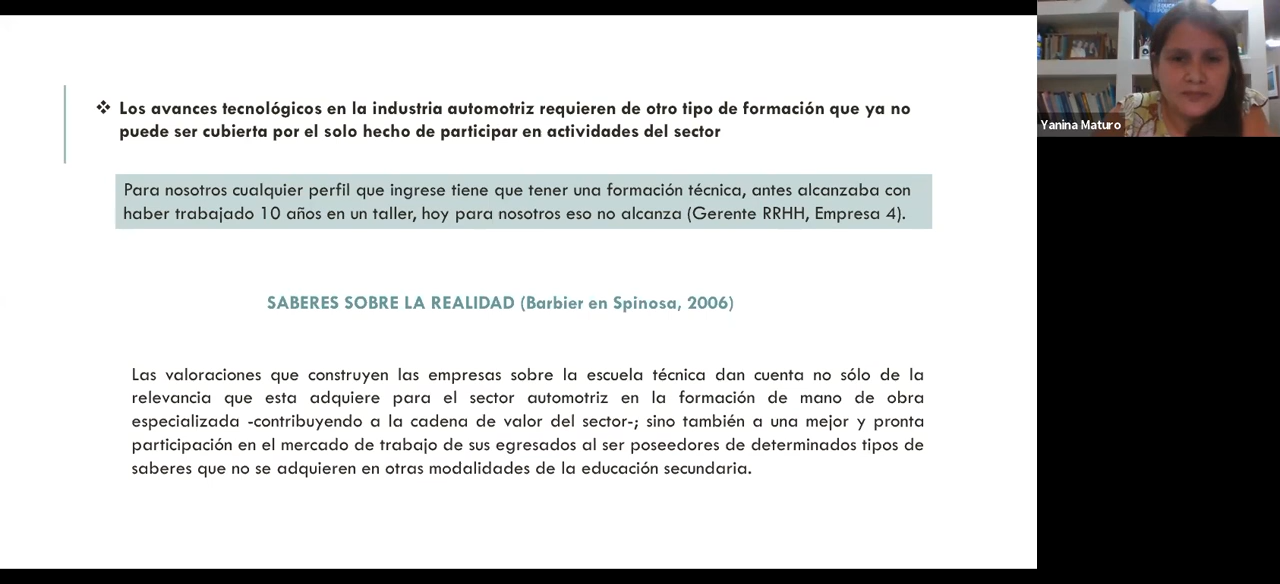 ❖ Los avances tecnológicos en la industria automotriz requieren de otro tipo de formación que ya no
puede ser cubierta por el solo hecho de participar en actividades del sector
Para nosotros cualquier perfil que ingrese tiene que tener una formación técnica, antes alcanzaba con
haber trabajado 10 años en un taller, hoy para nosotros eso no alcanza (Gerente RRHH, Empresa 4).
SABERES SOBRE LA REALIDAD (Barbier en Spinosa, 2006)
Las valoraciones que construyen las empresas sobre la escuela técnica dan cuenta no sólo de la
relevancia que esta adquiere para el sector automotriz en la formación de mano de obra
especializada -contribuyendo a la cadena de valor del sector-; sino también a una mejor y pronta
participación en el mercado de trabajo de sus egresados al ser poseedores de determinados tipos de
saberes que no se adquieren en otras modalidades de la educación secundaria.
Yanina Maturo